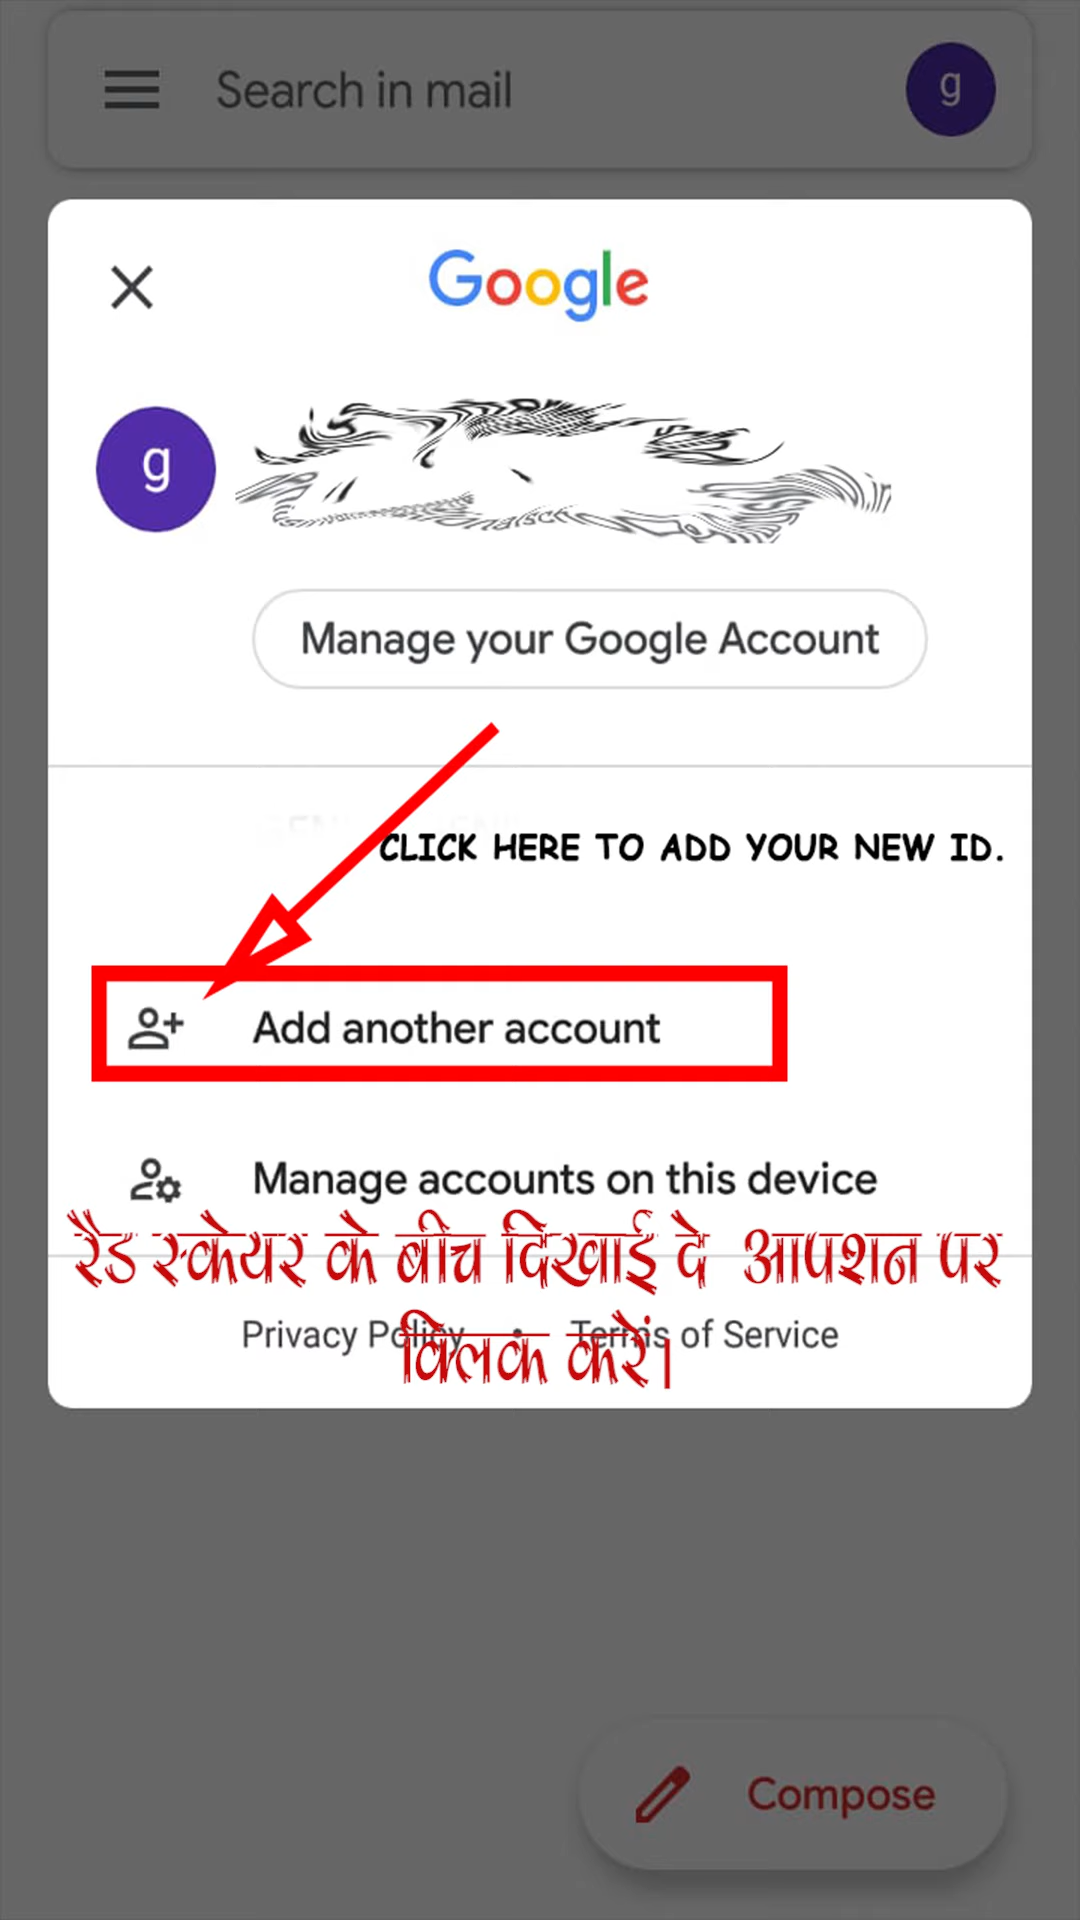 Search in mail
g
Google
g
Manage your Google Account
CLICK HERE TO ADD YOUR NEW ID.
Add another account
Manage accounts on this device
रैड स्केयर के बीच दिखाई दे आपशन पर
Privacy Policy • Terms of Service
क्लिक करें।
Compose